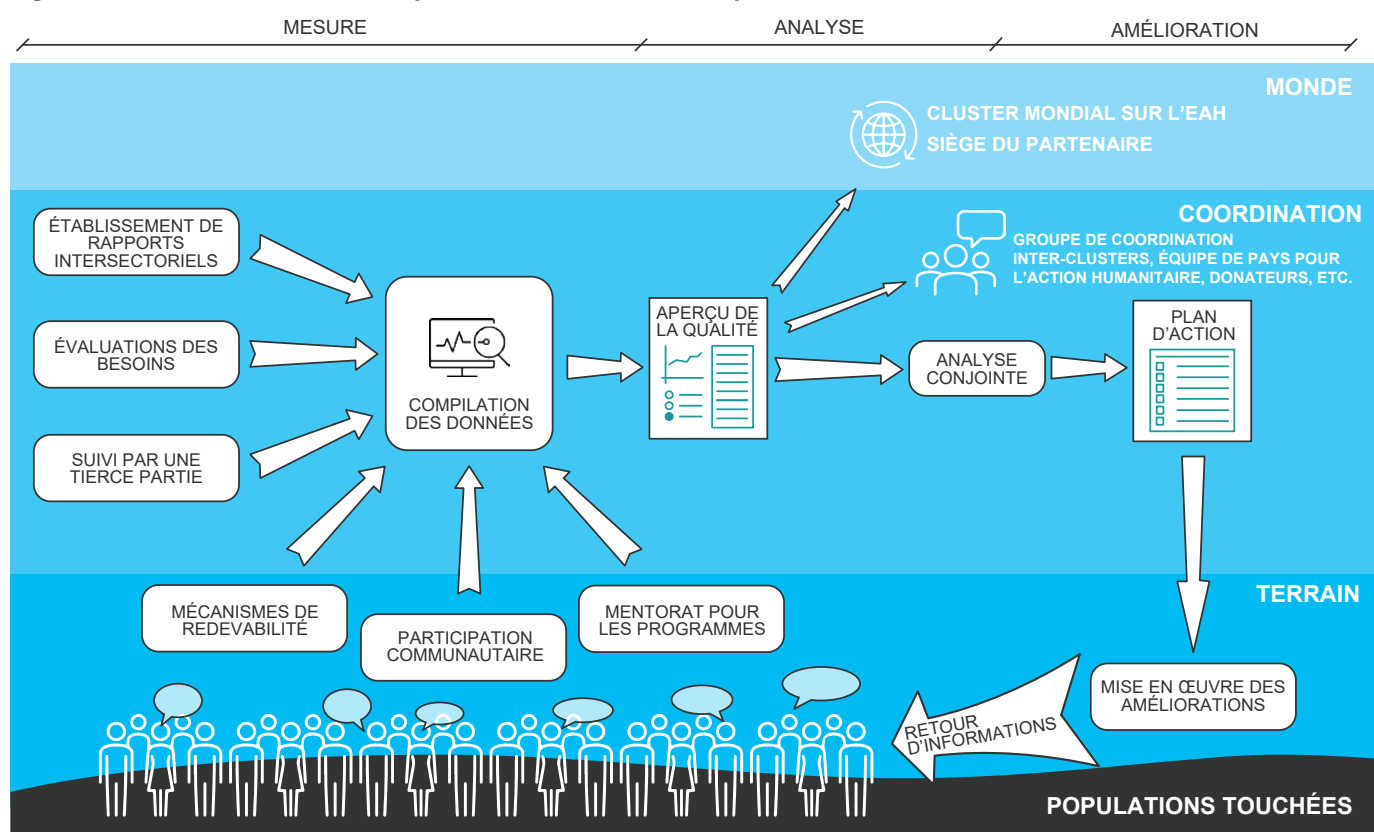 MESURE
ANALYSE
AMÉLIORATION
MONDE
CLUSTER MONDIAL SUR L'EAH
SIÈGE DU PARTENAIRE
COORDINATION
GROUPE DE COORDINATION
INTER-CLUSTERS, ÉQUIPE DE PAYS POUR
L'ACTION HUMANITAIRE, DONATEURS, ETC.
ÉTABLISSEMENT DE
RAPPORTS
INTERSECTORIELS
ÉVALUATIONS DES
BESOINS
SUIVI PAR UNE
TIERCE PARTIE
COMPILATION
DES DONNÉES
APERÇU DE
LA QUALITÉ
ANALYSE
CONJOINTE
PLAN
D'ACTION
TERRAIN
MÉCANISMES DE
REDEVABILITÉ
PARTICIPATION
COMMUNAUTAIRE
MENTORAT POUR
LES PROGRAMMES
MISE EN ŒUVRE DES
AMÉLIORATIONS
RETOUR
D'INFORMATIONS
POPULATIONS TOUCHÉES